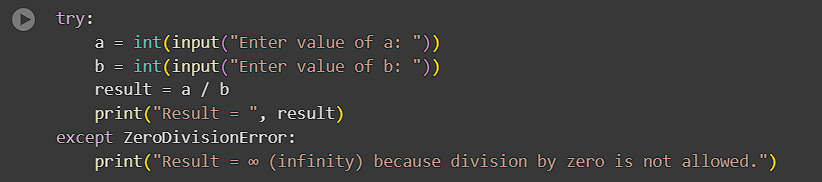 try:
    a = int(input("Enter value of a: "))
    b = int(input("Enter value of b: "))
    result = a / b
    print("Result = ", result)
except ZeroDivisionError:
    print("Result = ∞ (infinity) because division by zero is not allowed.")